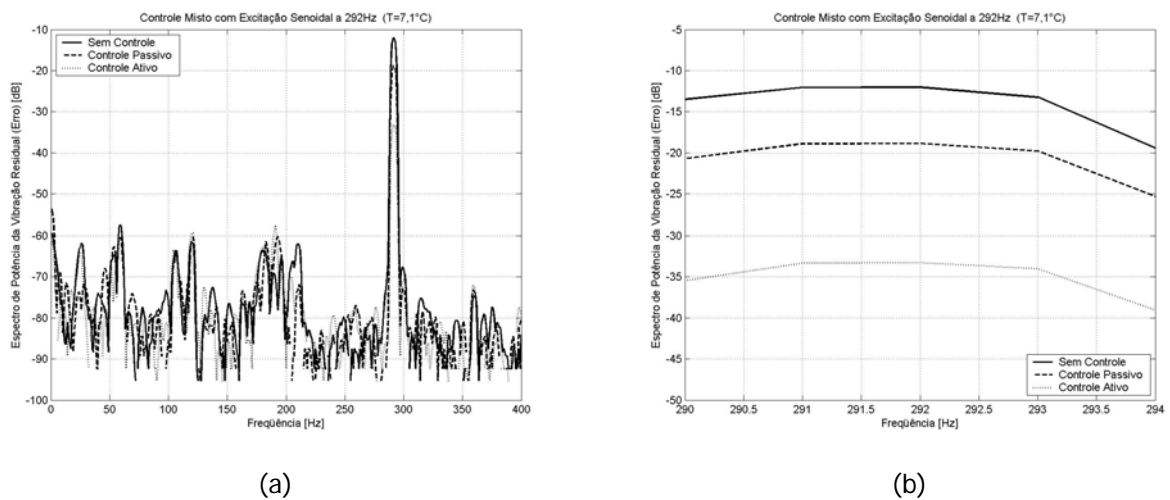 Controle Misto com Excitação Senoidal a 292Hz (T=7,1°C)
Espectro de Potência da Vibração Residual (Erro) [dB]
-10
-20
-30
-40
-50
-60
-70
-80
-90
-100
Sem Controle
Controle Passivo
Controle Ativo
0 50 100 150 200 250 300 350 400
Freqüência [Hz]
(a)
Controle Misto com Excitação Senoidal a 292Hz (T=7,1°C)
Espectro de Potência da Vibração Residual (Erro) [dB]
-5
-10
-15
-20
-25
-30
-35
-40
-45
-50
Sem Controle
Controle Passivo
Controle Ativo
290 290.5 291 291.5 292 292.5 293 293.5 294
Freqüência [Hz]
(b)